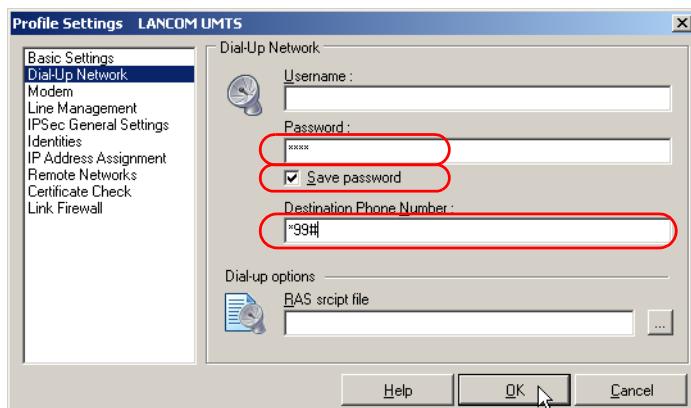 Profile Settings   LANCOM UMTS
Basic Settings
Dial-Up Network
Modem
Line Management
IPSec General Settings
Identities
IP Address Assignment
Remote Networks
Certificate Check
Link Firewall
Dial-Up Network
Username :
Password :
xxxx
Save password
Destination Phone Number :
*99#
Dial-up options
RAS srcipt file
...
Help
OK
Cancel